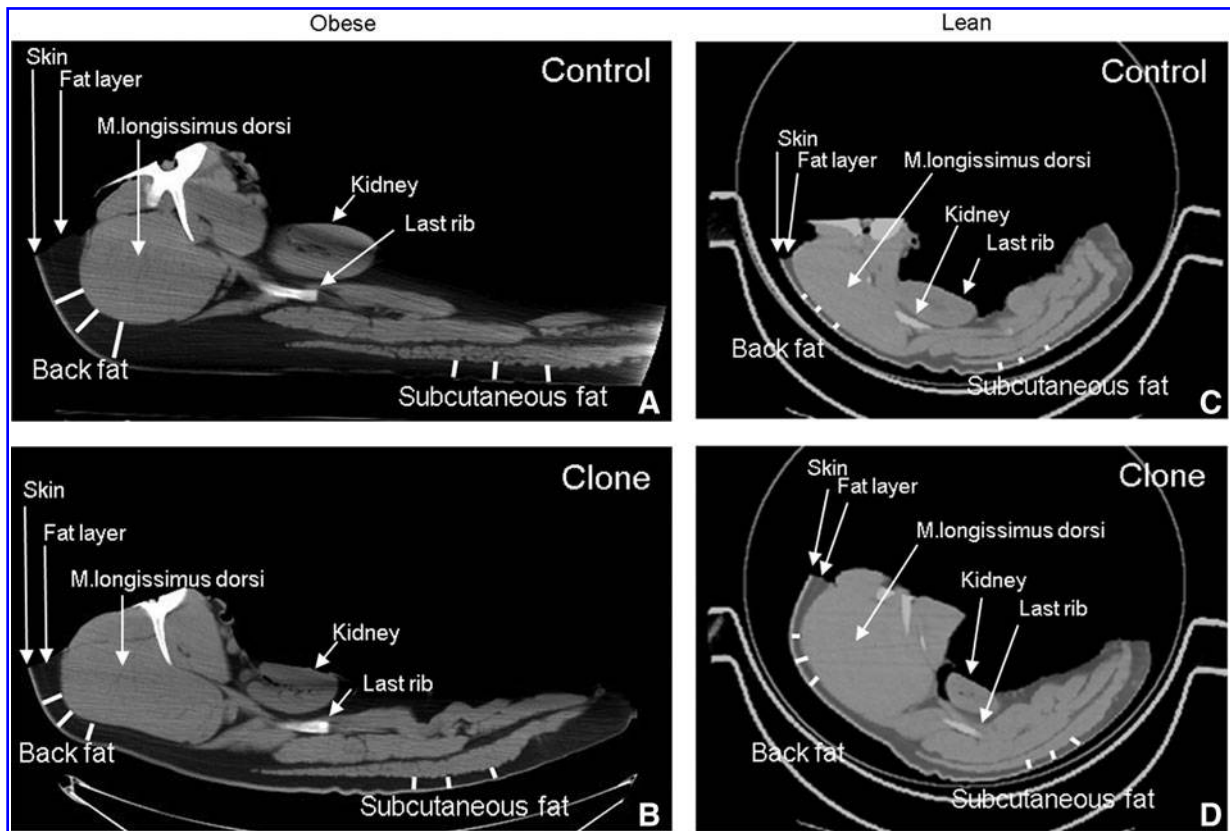 Obese
Skin
Fat layer
Control
M.longissimus dorsi
Kidney
Last rib
Back fat
Subcutaneous fat
A
Lean
Control
Skin
Fat layer
M.longissimus dorsi
Kidney
Last rib
Back fat
Subcutaneous fat
C
Clone
Skin
Fat layer
M.longissimus dorsi
Kidney
Last rib
Back fat
Subcutaneous fat
B
Clone
Skin
Fat layer
M.longissimus dorsi
Kidney
Last rib
Back fat
Subcutaneous fat
D